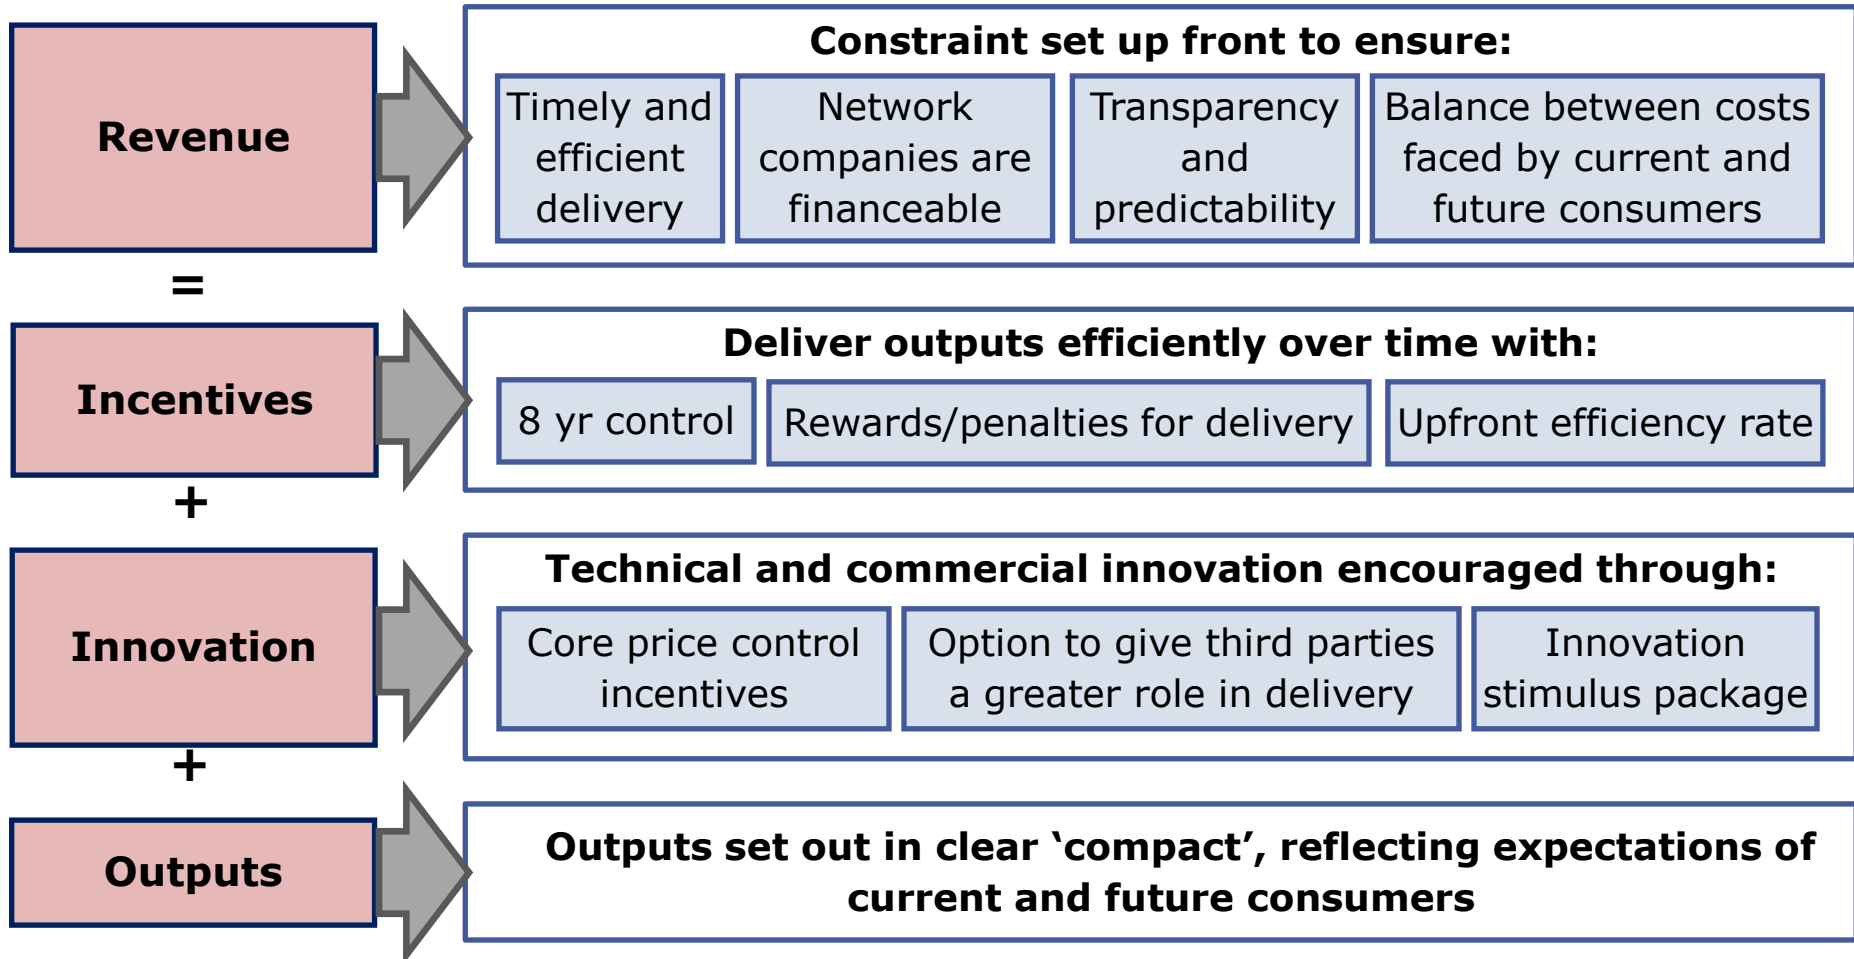 Revenue
Constraint set up front to ensure:
Timely and
efficient
delivery
Network
companies are
financeable
Transparency
and
predictability
Balance between costs
faced by current and
future consumers
=
Incentives
Deliver outputs efficiently over time with:
8 yr control
Rewards/penalties for delivery
Upfront efficiency rate
+
Innovation
Technical and commercial innovation encouraged through:
Core price control
incentives
Option to give third parties
a greater role in delivery
Innovation
stimulus package
+
Outputs
Outputs set out in clear ‘compact’, reflecting expectations of
current and future consumers